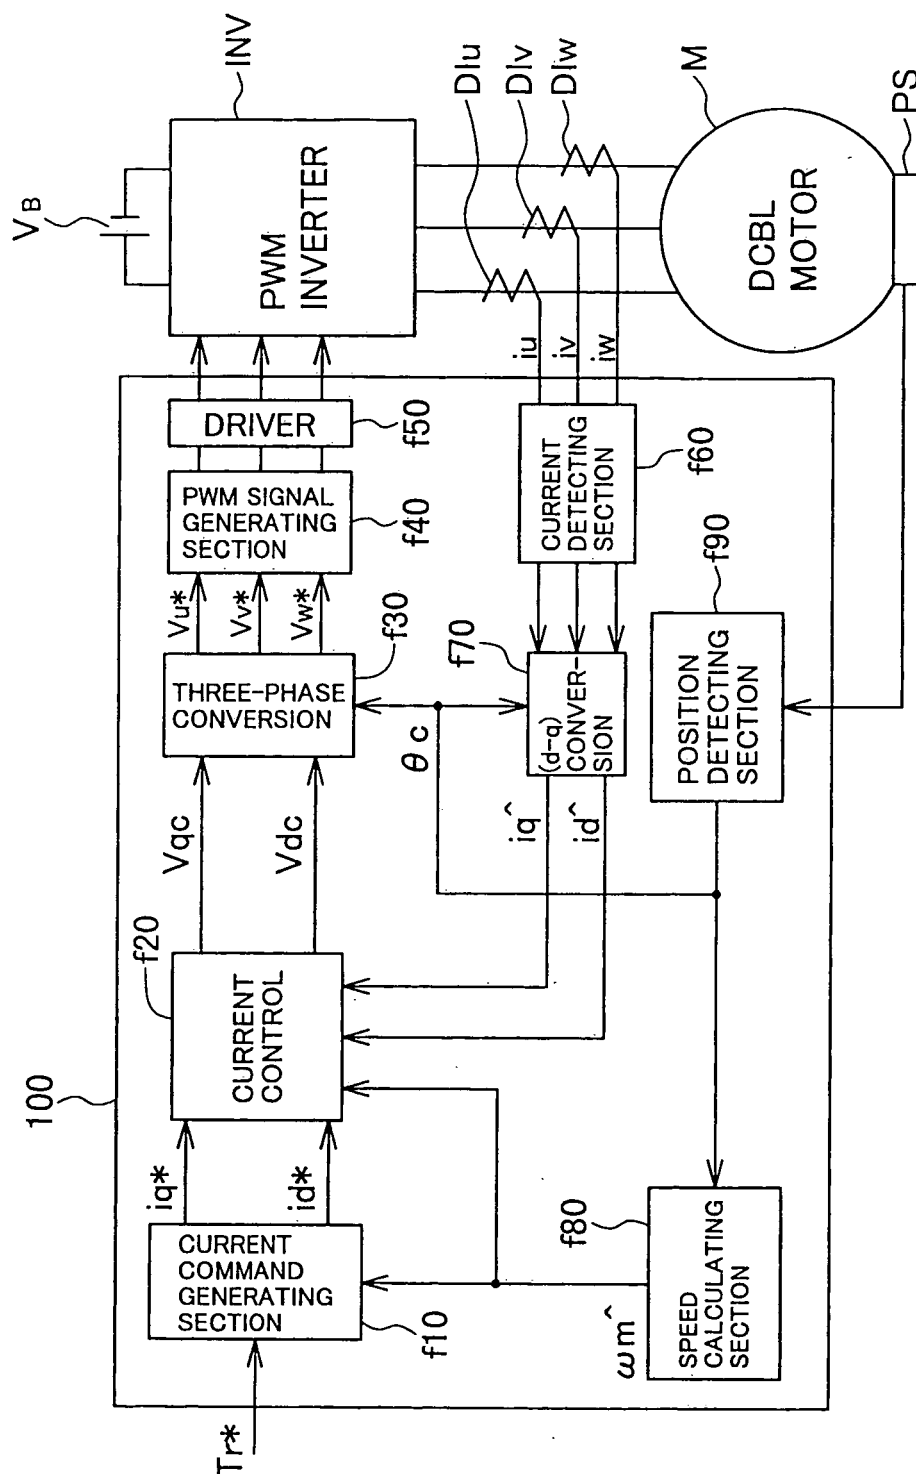 100
Tr*
CURRENT
COMMAND
GENERATING
SECTION
f10
iq*
id*
CURRENT
CONTROL
f20
Vqc
Vdc
THREE-PHASE
CONVERSION
f30
Vu*
Vv*
Vw*
PWM SIGNAL
GENERATING
SECTION
f40
DRIVER
f50
VB
PWM
INVERTER
INV
θc
iq^
id^
(d-q)
CONVER-
SION
f70
CURRENT
DETECTING
SECTION
f60
iu
iv
iw
DIu
DIv
DIw
ωm^
SPEED
CALCULATING
SECTION
f80
POSITION
DETECTING
SECTION
f90
DCBL
MOTOR
M
PS